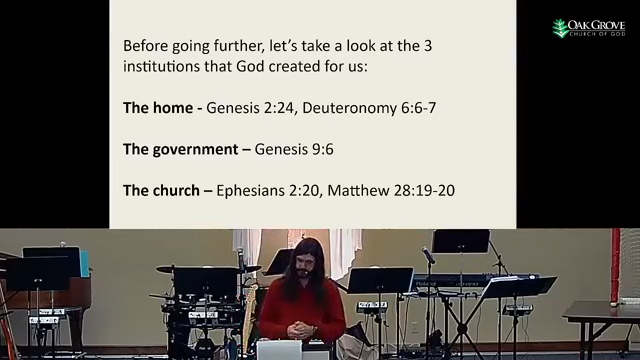 Before going further, let's take a look at the 3
institutions that God created for us:
The home - Genesis 2:24, Deuteronomy 6:6-7
The government – Genesis 9:6
The church – Ephesians 2:20, Matthew 28:19-20
OAK GROVE
CHURCH OF GOD
Roland